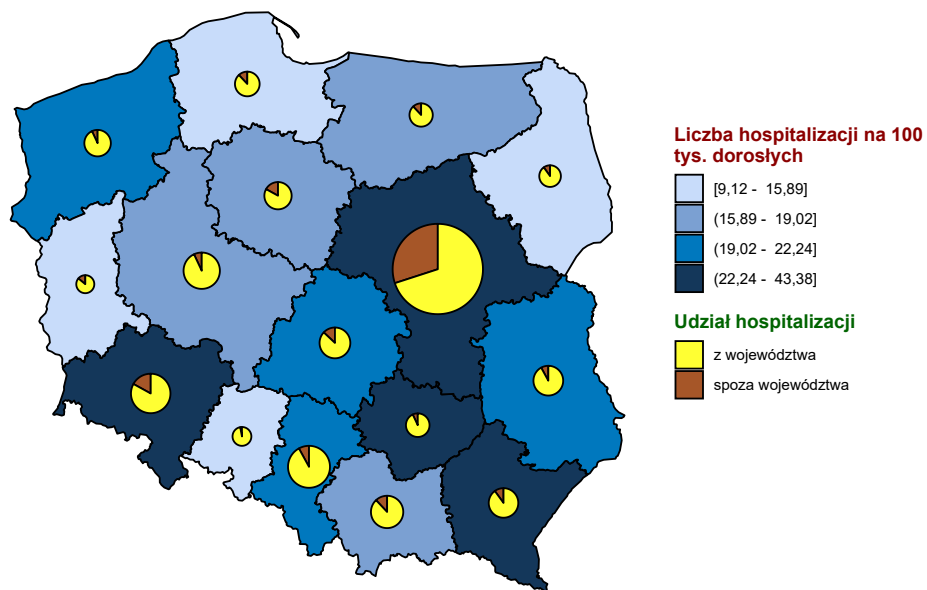 Liczba hospitalizacji na 100
tys. dorosłych
[9,12 - 15,89]
(15,89 - 19,02]
(19,02 - 22,24]
(22,24 - 43,38]
Udział hospitalizacji
z województwa
spoza województwa